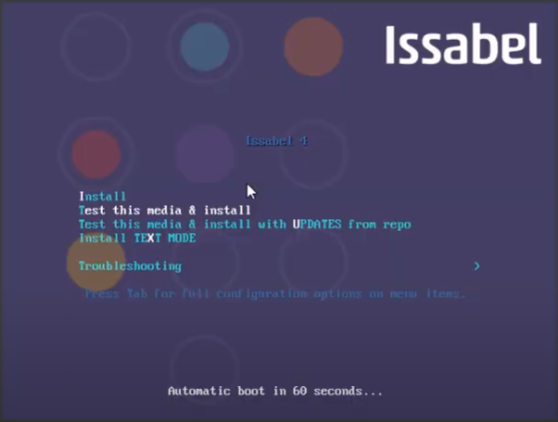 Issabel
Issabel 4
Install
Test this media & install
Test this media & install with UPDATES from repo
Install TEXT MODE
Troubleshooting >
Press Tab for full configuration options on menu items.
Automatic boot in 60 seconds...